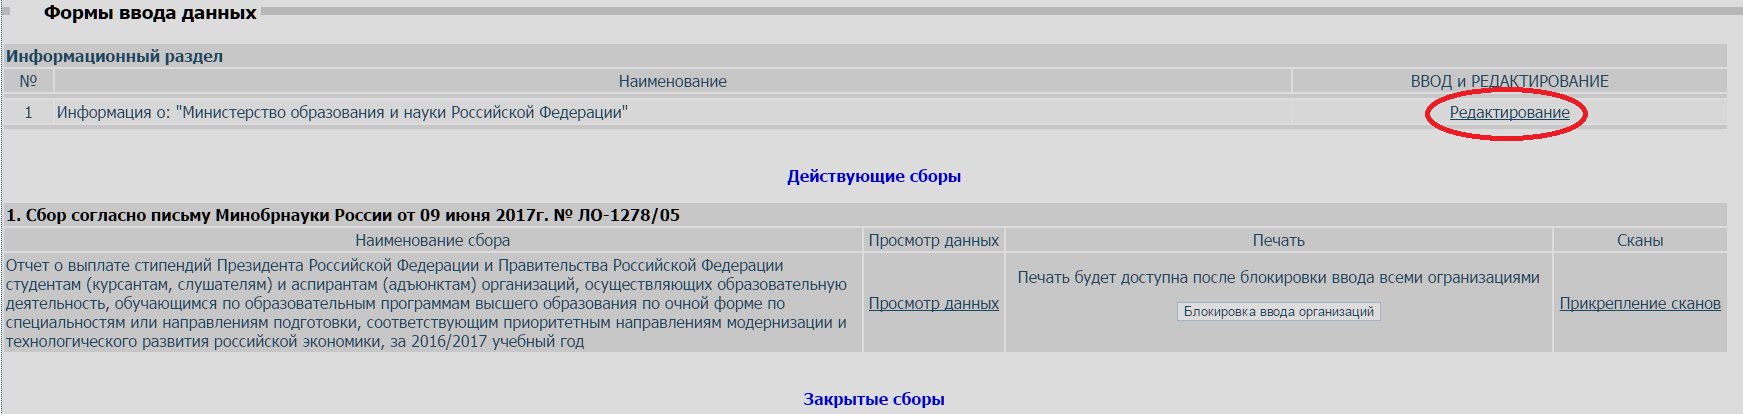 Формы ввода данных
Информационный раздел
№ Наименование ВВОД и РЕДАКТИРОВАНИЕ
1 Информация о: "Министерство образования и науки Российской Федерации" Редактирование
Действующие сборы
1. Сбор согласно письму Минобрнауки России от 09 июня 2017г. № ЛО-1278/05
Наименование сбора Просмотр данных Печать Сканы
Отчет о выплате стипендий Президента Российской Федерации и Правительства Российской Федерации
студентам (курсантам, слушателям) и аспирантам (адъюнктам) организаций, осуществляющих образовательную
деятельность, обучающимся по образовательным программам высшего образования по очной форме по
специальностям или направлениям подготовки, соответствующим приоритетным направлениям модернизации и
технологического развития российской экономики, за 2016/2017 учебный год
Просмотр данных
Печать будет доступна после блокировки ввода всеми огранизациями
Блокировка ввода организаций
Прикрепление сканов
Закрытые сборы